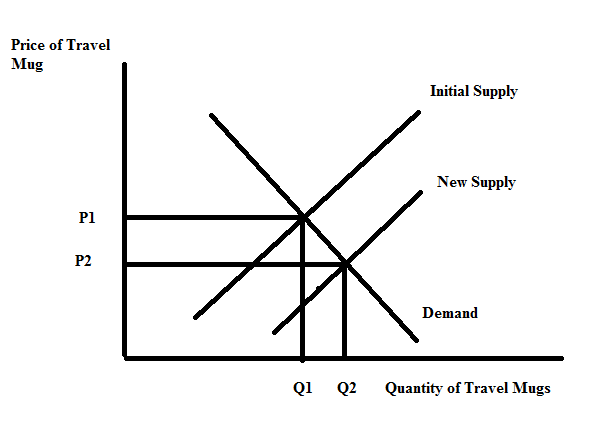 Price of Travel
Mug
Initial Supply
New Supply
P1
P2
Demand
Q1 Q2 Quantity of Travel Mugs